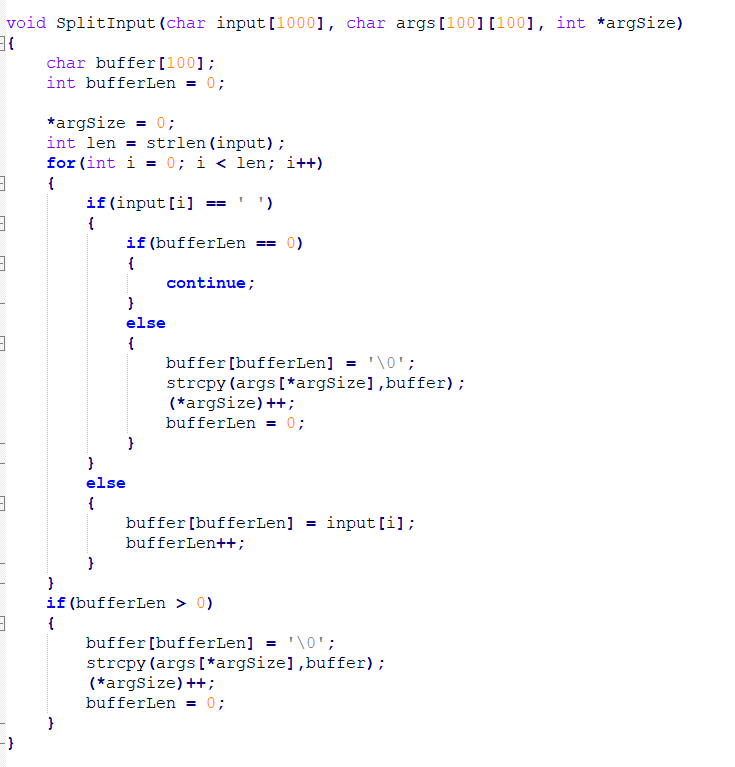 void SplitInput(char input[1000], char args[100][100], int *argSize)
{
    char buffer[100];
    int bufferLen = 0;

    *argSize = 0;
    int len = strlen(input);
    for(int i = 0; i < len; i++)
    {
        if(input[i] == ' ')
        {
            if(bufferLen == 0)
            {
                continue;
            }
            else
            {
                buffer[bufferLen] = '\0';
                strcpy(args[*argSize],buffer);
                (*argSize)++;
                bufferLen = 0;
            }
        }
        else
        {
            buffer[bufferLen] = input[i];
            bufferLen++;
        }
    }
    if(bufferLen > 0)
    {
        buffer[bufferLen] = '\0';
        strcpy(args[*argSize],buffer);
        (*argSize)++;
        bufferLen = 0;
    }
}